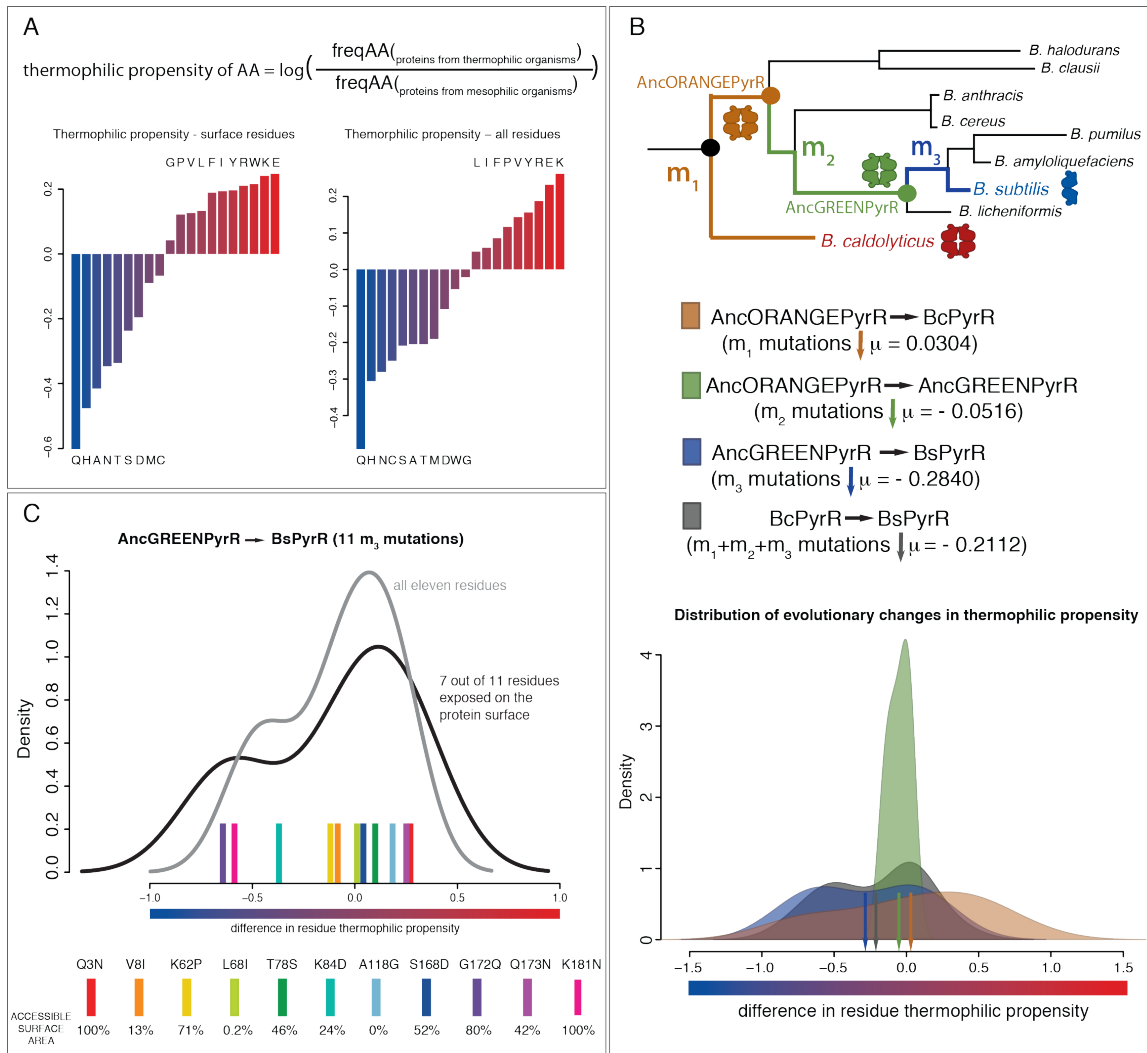 A
thermophilic propensity of AA = log( freqAA(proteins from thermophilic organisms)
freqAA(proteins from mesophilic organisms) )
Thermophilic propensity - surface residues
G P V L F I Y R W K E
0.2
0.0
-0.2
-0.4
-0.6
Q H A N T S D M C
Themorphilic propensity – all residues
L I F P V Y R E K
0.2
0.1
0.0
-0.1
-0.2
-0.3
-0.4
Q H N C S A T M D W G
B
B. halodurans
B. clausii
AncORANGEPyrR
B. anthracis
B. cereus
B. pumilus
m2
m3
B. amyloliquefaciens
m1
B. subtilis
AncGREENPyrR
B. licheniformis
B. caldolyticus
AncORANGEPyrR BcPyrR
(m1 mutations μ = 0.0304)
AncORANGEPyrR AncGREENPyrR
(m2 mutations μ = - 0.0516)
AncGREENPyrR BsPyrR
(m3 mutations μ = - 0.2840)
BcPyrR BsPyrR
(m1+m2+m3 mutations μ = - 0.2112)
Distribution of evolutionary changes in thermophilic propensity
4
3
2
1
0
Density
−1.5 −1.0 −0.5 0.0 0.5 1.0 1.5
difference in residue thermophilic propensity
C
AncGREENPyrR BsPyrR (11 m3 mutations)
1.4
1.2
1.0
0.8
0.6
0.4
0.2
0.0
Density
all eleven residues
7 out of 11 residues
exposed on the
protein surface
−1.0 −0.5 0.0 0.5 1.0
difference in residue thermophilic propensity
Q3N V8I K62P L68I T78S K84D A118G S168D G172Q Q173N K181N
ACCESSIBLE
SURFACE
AREA
100% 13% 71% 0.2% 46% 24% 0% 52% 80% 42% 100%